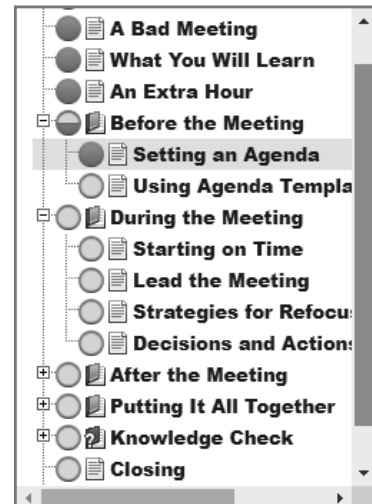 A Bad Meeting
What You Will Learn
An Extra Hour
Before the Meeting
Setting an Agenda
Using Agenda Templa
During the Meeting
Starting on Time
Lead the Meeting
Strategies for Refocu
Decisions and Action
After the Meeting
Putting It All Together
Knowledge Check
Closing